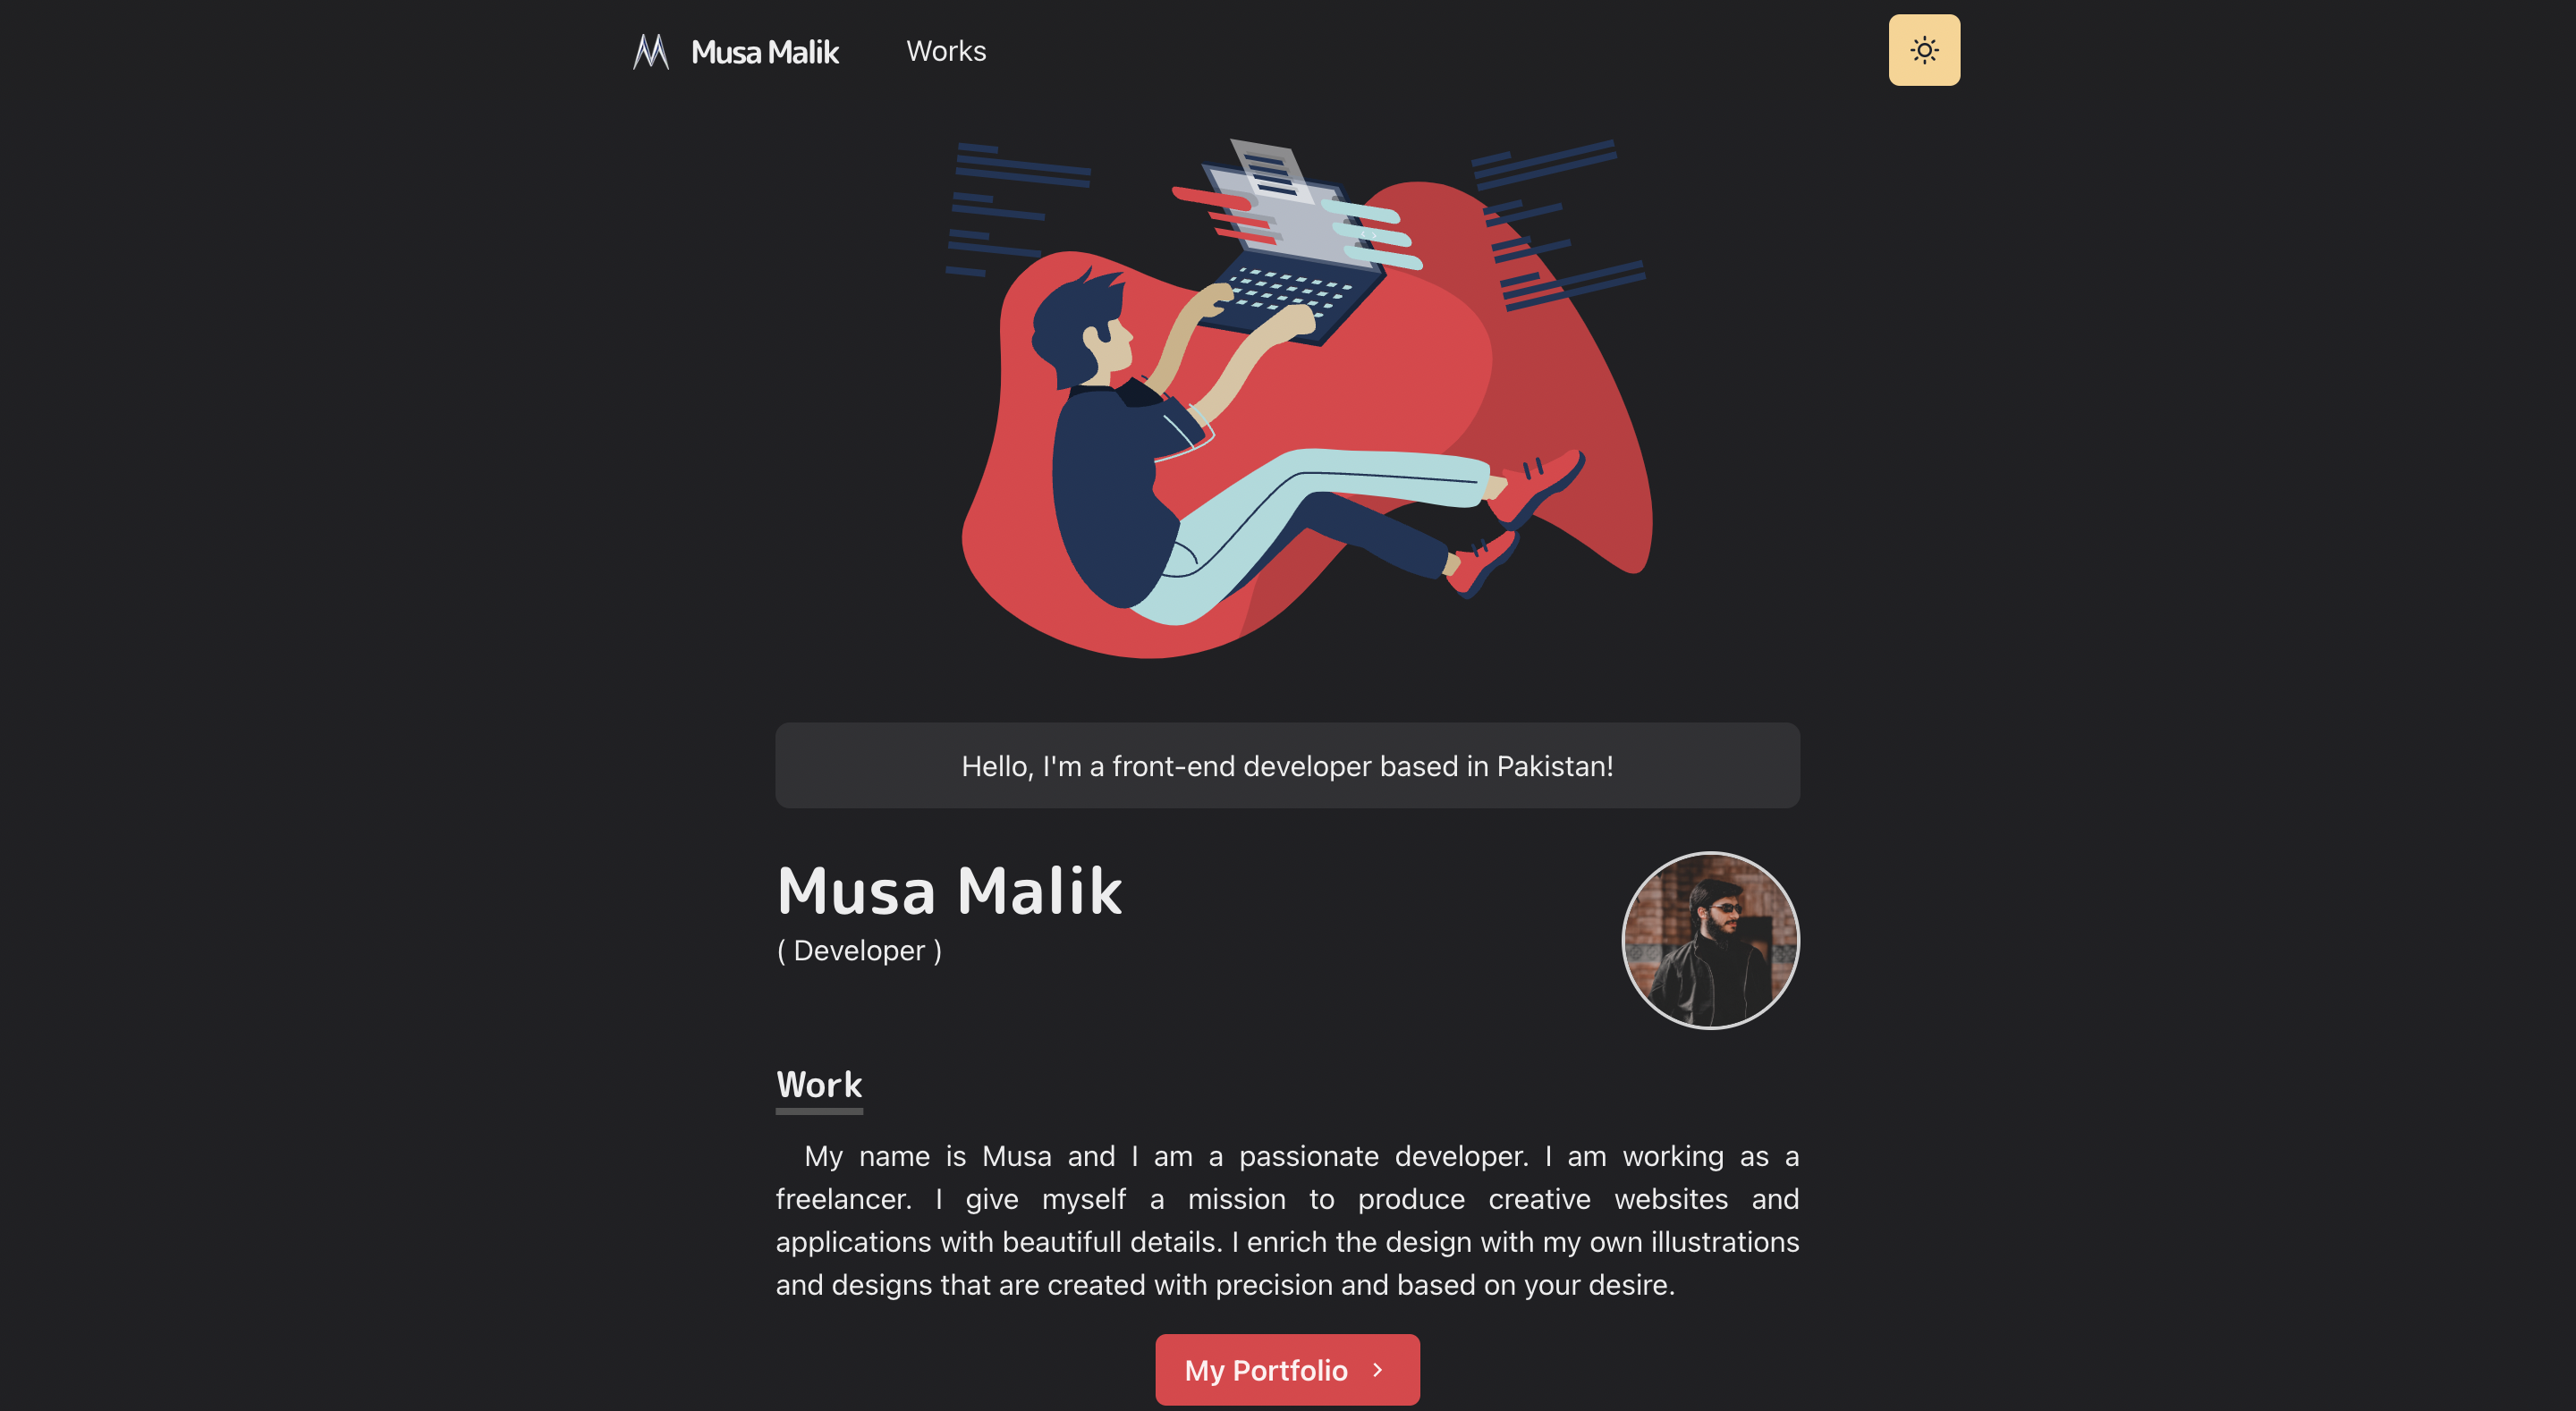 Musa Malik
Works
Hello, I'm a front-end developer based in Pakistan!
Musa Malik
( Developer )
Work
My name is Musa and I am a passionate developer. I am working as a
freelancer. I give myself a mission to produce creative websites and
applications with beautifull details. I enrich the design with my own illustrations
and designs that are created with precision and based on your desire.
My Portfolio